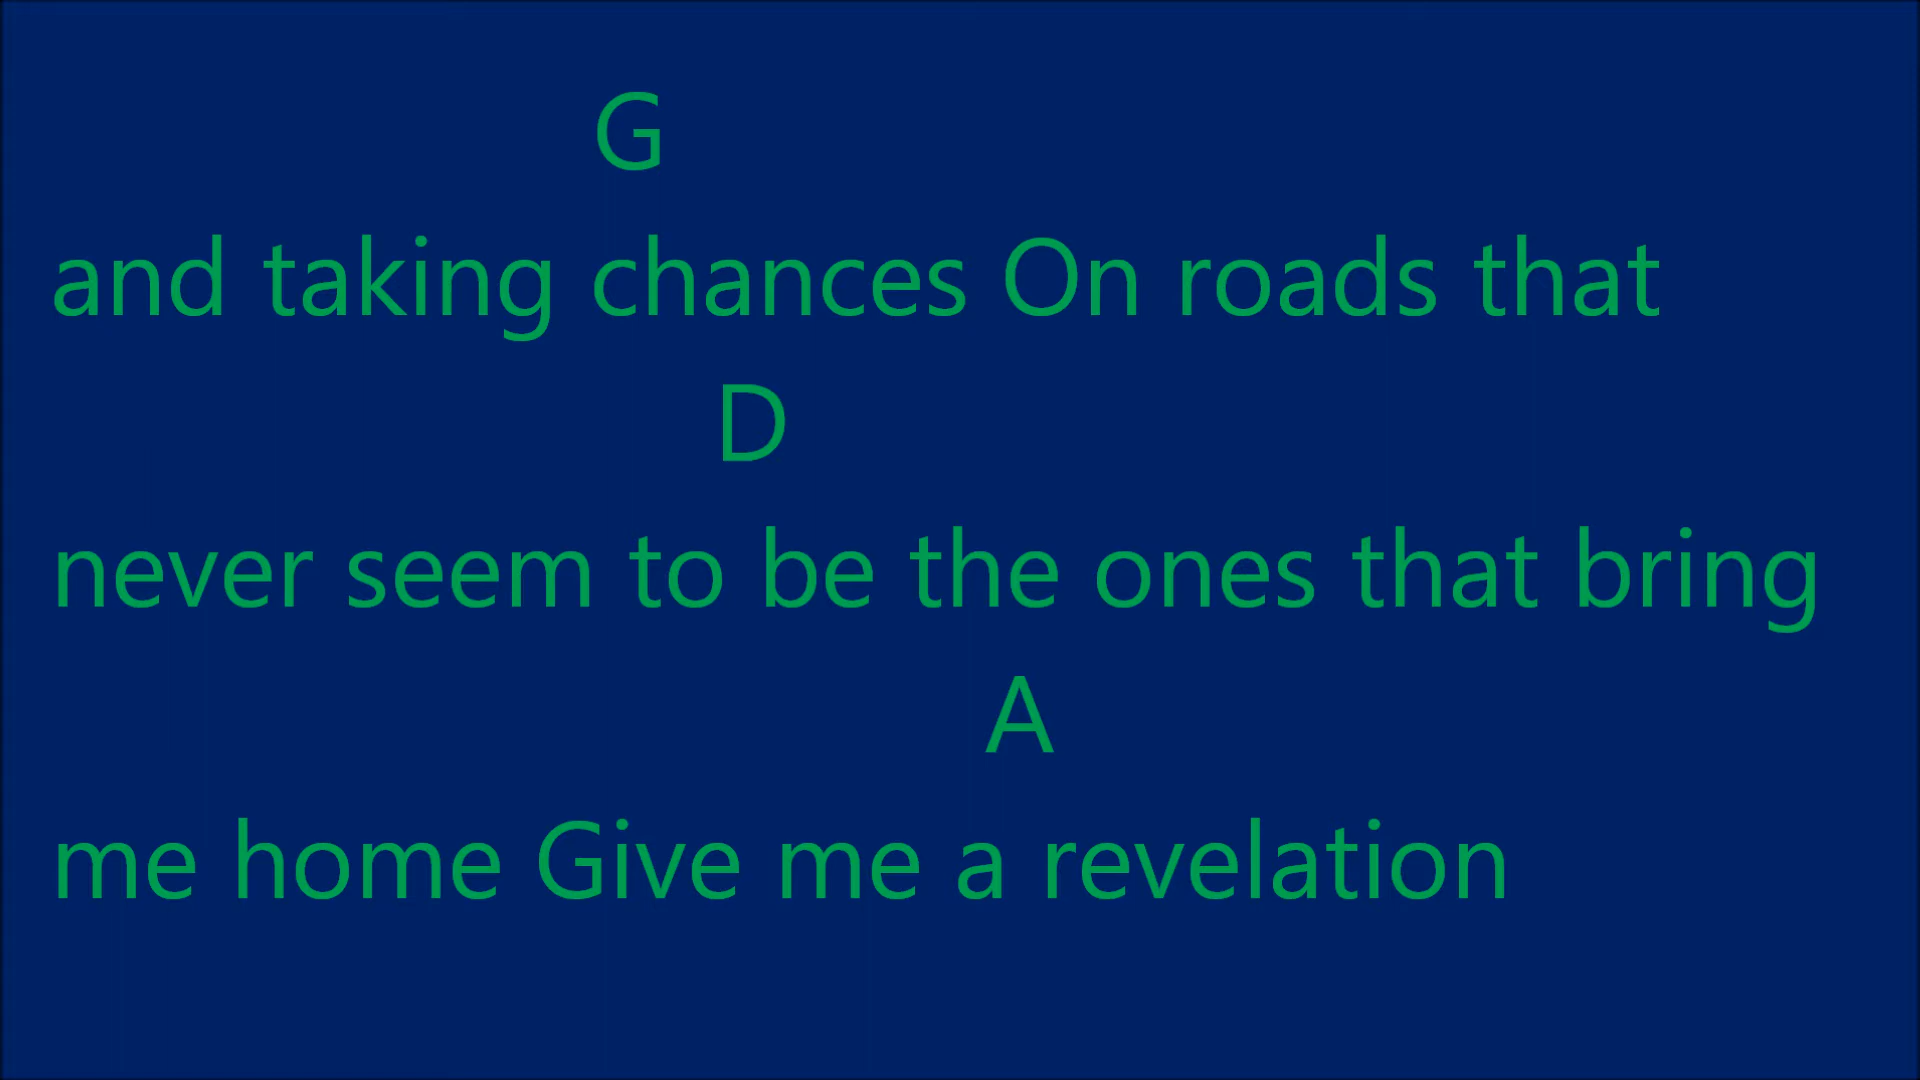 G
and taking chances On roads that
D
never seem to be the ones that bring
A
me home Give me a revelation